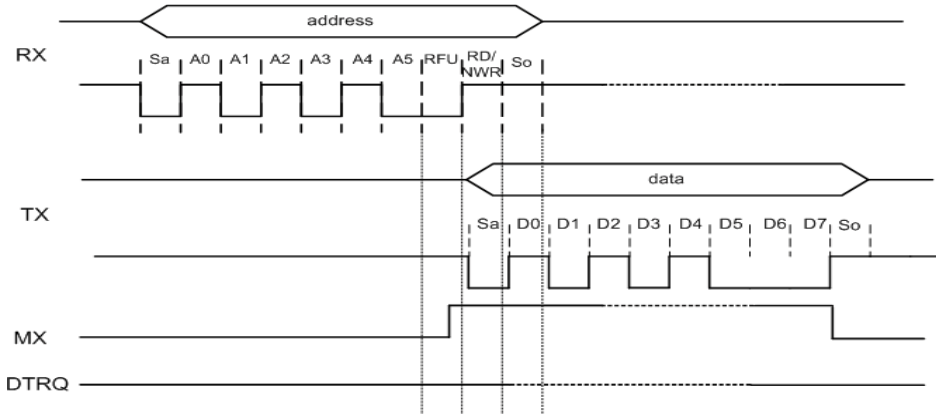 address
RX
Sa A0 A1 A2 A3 A4 A5 RFU RD/ NWR So
data
TX
Sa D0 D1 D2 D3 D4 D5 D6 D7 So
MX
DTRQ